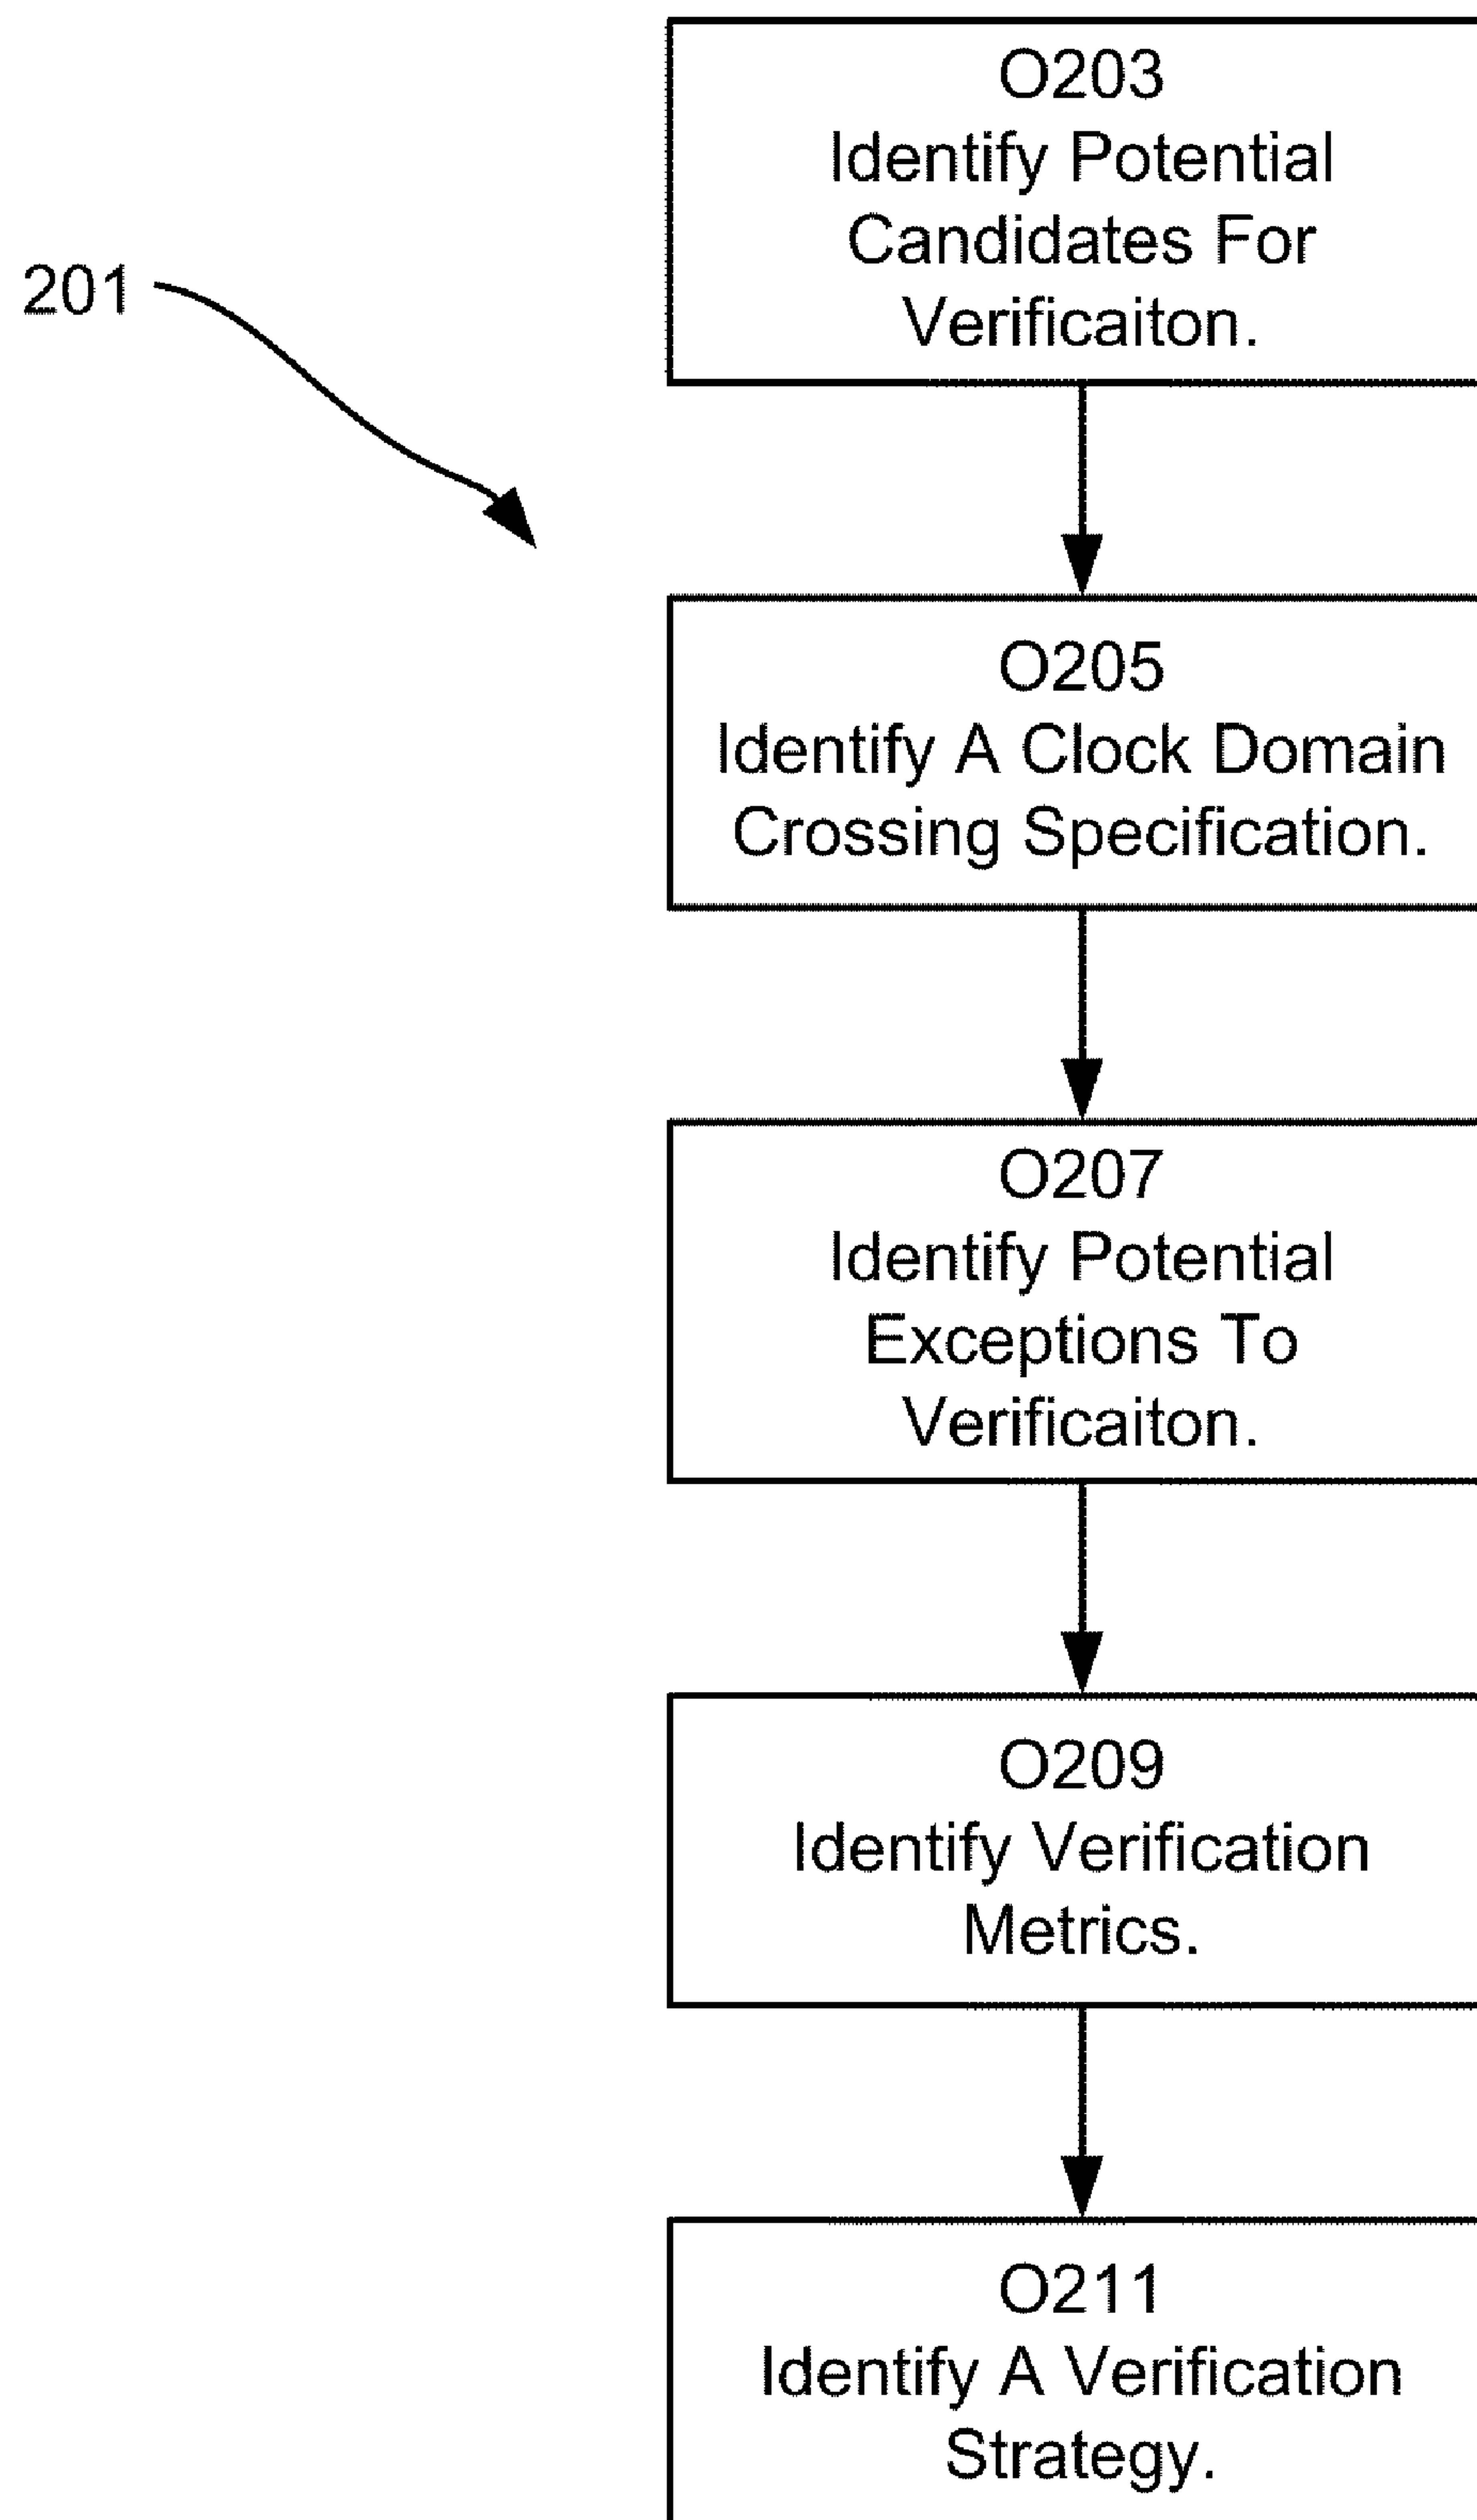 O203
Identify Potential
Candidates For
Verificaiton.
201
O205
Identify A Clock Domain
Crossing Specification.
O207
Identify Potential
Exceptions To
Verificaiton.
O209
Identify Verification
Metrics.
O211
Identify A Verification
Strategy.